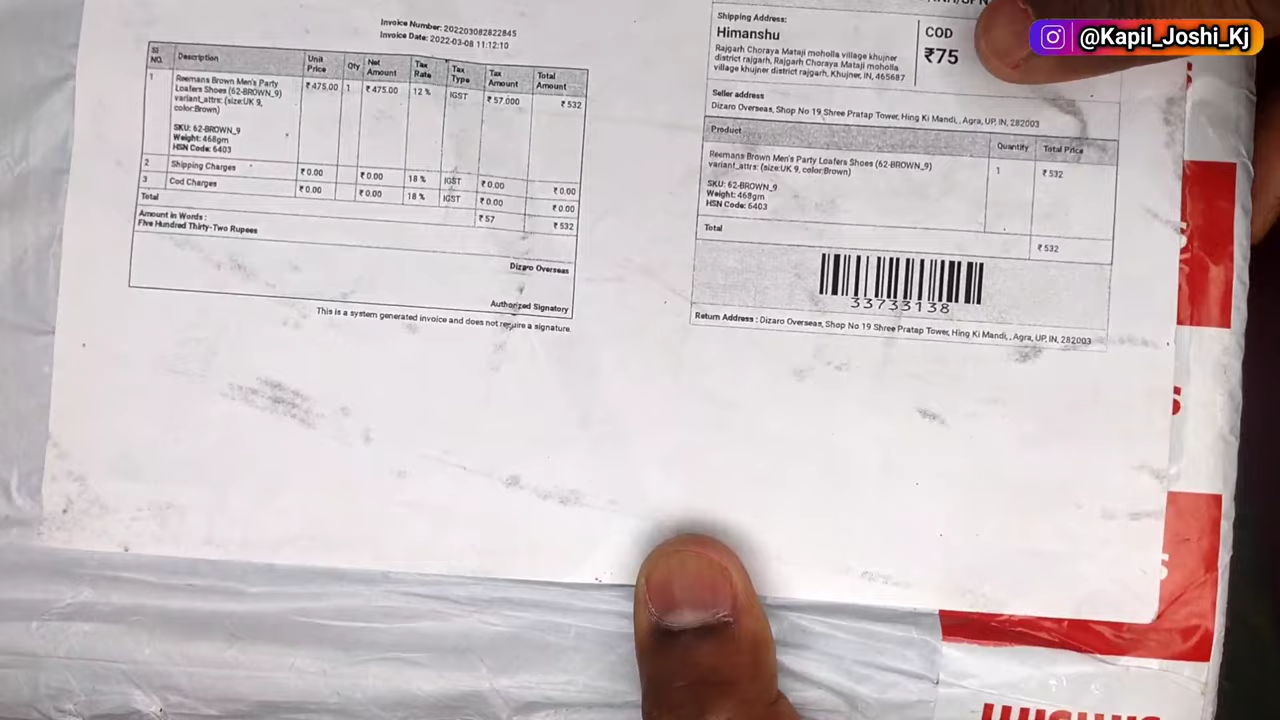 @Kapil_Joshi_Kj
Invoice Number: 202203082822845
Invoice Date: 2022-03-08 11:12:10
SI NO. Description Unit Price Qty Net Amount Tax Rate Tax Type Tax Amount Total Amount
1 Reemans Brown Men's Party ₹ 475.00 1 ₹ 475.00 12 % IGST ₹ 57.000 ₹ 532
Loafers Shoes (62-BROWN_9)
variant_attrs: (size:UK 9,
color:Brown)
SKU: 62-BROWN_9
Weight: 468gm
HSN Code: 6403
2 Shipping Charges ₹ 0.00 ₹ 0.00 18 % IGST ₹ 0.00 ₹ 0.00
3 Cod Charges ₹ 0.00 ₹ 0.00 18 % IGST ₹ 0.00 ₹ 0.00
Total ₹ 57 ₹ 532
Amount in Words :
Five Hundred Thirty-Two Rupees
Dizaro Overseas
Authorized Signatory
This is a system generated invoice and does not require a signature.
Shipping Address:
Himanshu
Rajgarh Choraya Mataji moholla village khujner
district rajgarh, Rajgarh Choraya Mataji moholla
village khujner district rajgarh, Khujner, IN, 465687
COD
₹75
Seller address
Dizaro Overseas, Shop No 19 Shree Pratap Tower, Hing Ki Mandi, , Agra, UP, IN, 282003
Product Quantity Total Price
Reemans Brown Men's Party Loafers Shoes (62-BROWN_9) 1 ₹ 532
variant_attrs: (size:UK 9, color:Brown)
SKU: 62-BROWN_9
Weight: 468gm
HSN Code: 6403
Total ₹ 532
33733138
Return Address : Dizaro Overseas, Shop No 19 Shree Pratap Tower, Hing Ki Mandi, , Agra, UP, IN, 282003